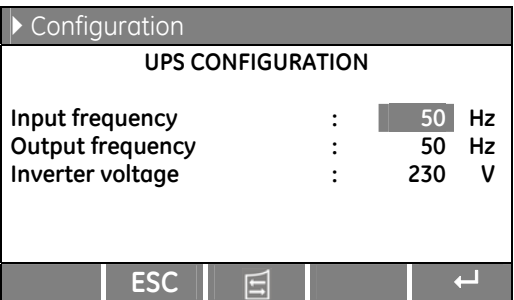 Configuration
UPS CONFIGURATION
Input frequency : 50 Hz
Output frequency : 50 Hz
Inverter voltage : 230 V
ESC